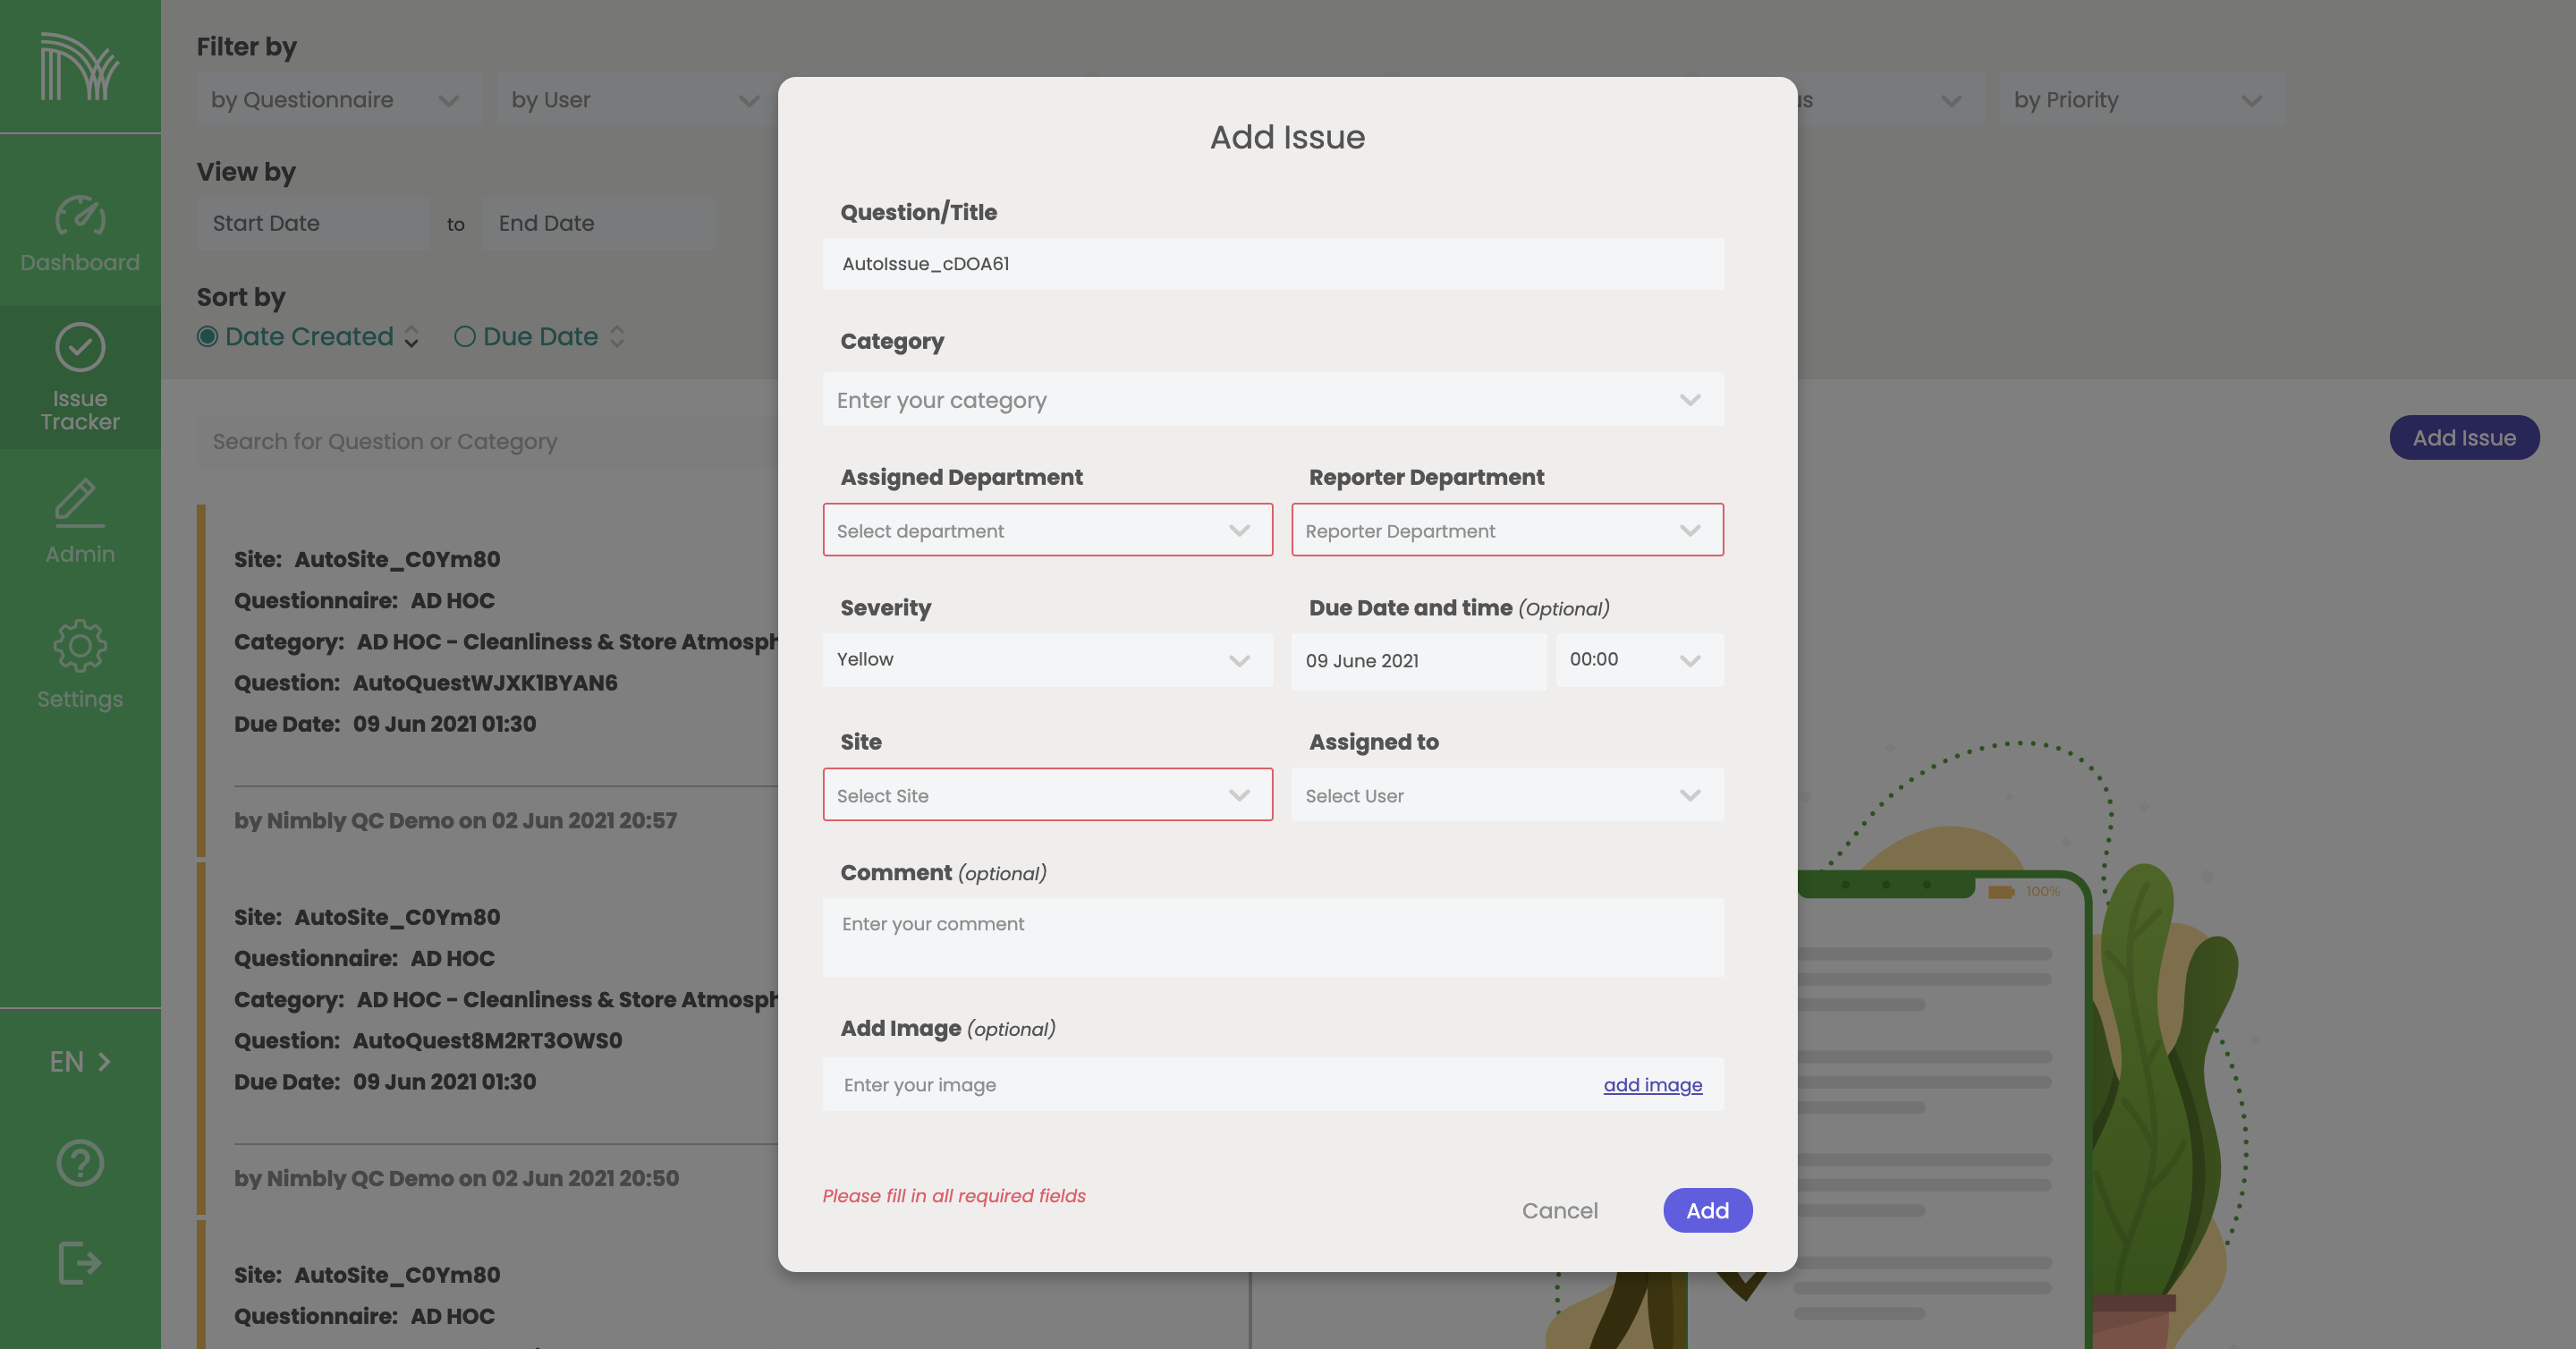 Dashboard
Issue
Tracker
Admin
Settings
EN
Filter by
by Questionnaire
by User
us
by Priority
View by
Start Date
to
End Date
Sort by
Date Created
Due Date
Search for Question or Category
Add Issue
Site: AutoSite_C0Ym80
Questionnaire: AD HOC
Category: AD HOC - Cleanliness & Store Atmosph
Question: AutoQuestWJXK1BYAN6
Due Date: 09 Jun 2021 01:30
by Nimbly QC Demo on 02 Jun 2021 20:57
Site: AutoSite_C0Ym80
Questionnaire: AD HOC
Category: AD HOC - Cleanliness & Store Atmosph
Question: AutoQuest8M2RT3OWS0
Due Date: 09 Jun 2021 01:30
by Nimbly QC Demo on 02 Jun 2021 20:50
Site: AutoSite_C0Ym80
Questionnaire: AD HOC
Add Issue
Question/Title
AutoIssue_cDOA61
Category
Enter your category
Assigned Department
Reporter Department
Select department
Reporter Department
Severity
Due Date and time (Optional)
Yellow
09 June 2021
00:00
Site
Assigned to
Select Site
Select User
Comment (optional)
Enter your comment
Add Image (optional)
Enter your image
add image
Please fill in all required fields
Cancel
Add
100%